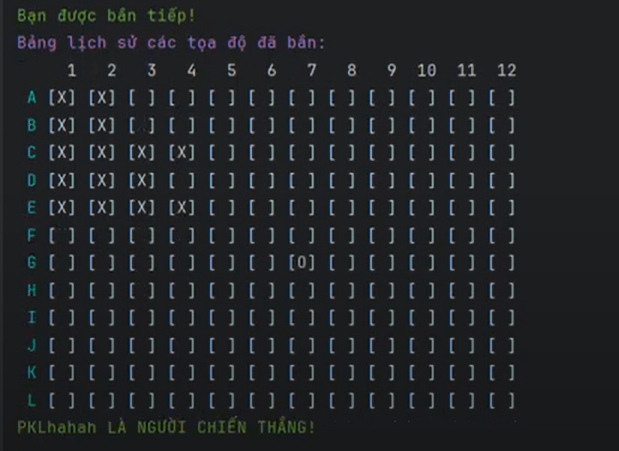 Bạn được bắn tiếp!
Bảng lịch sử các tọa độ đã bắn:
1 2 3 4 5 6 7 8 9 10 11 12
A [X] [X] [ ] [ ] [ ] [ ] [ ] [ ] [ ] [ ] [ ] [ ]
B [X] [X] [ ] [ ] [ ] [ ] [ ] [ ] [ ] [ ] [ ] [ ]
C [X] [X] [X] [X] [ ] [ ] [ ] [ ] [ ] [ ] [ ] [ ]
D [X] [X] [X] [ ] [ ] [ ] [ ] [ ] [ ] [ ] [ ] [ ]
E [X] [X] [X] [X] [ ] [ ] [ ] [ ] [ ] [ ] [ ] [ ]
F [ ] [ ] [ ] [ ] [ ] [ ] [ ] [ ] [ ] [ ] [ ] [ ]
G [ ] [ ] [ ] [ ] [ ] [ ] [O] [ ] [ ] [ ] [ ] [ ]
H [ ] [ ] [ ] [ ] [ ] [ ] [ ] [ ] [ ] [ ] [ ] [ ]
I [ ] [ ] [ ] [ ] [ ] [ ] [ ] [ ] [ ] [ ] [ ] [ ]
J [ ] [ ] [ ] [ ] [ ] [ ] [ ] [ ] [ ] [ ] [ ] [ ]
K [ ] [ ] [ ] [ ] [ ] [ ] [ ] [ ] [ ] [ ] [ ] [ ]
L [ ] [ ] [ ] [ ] [ ] [ ] [ ] [ ] [ ] [ ] [ ] [ ]
PKLhahah LÀ NGƯỜI CHIẾN THẮNG!